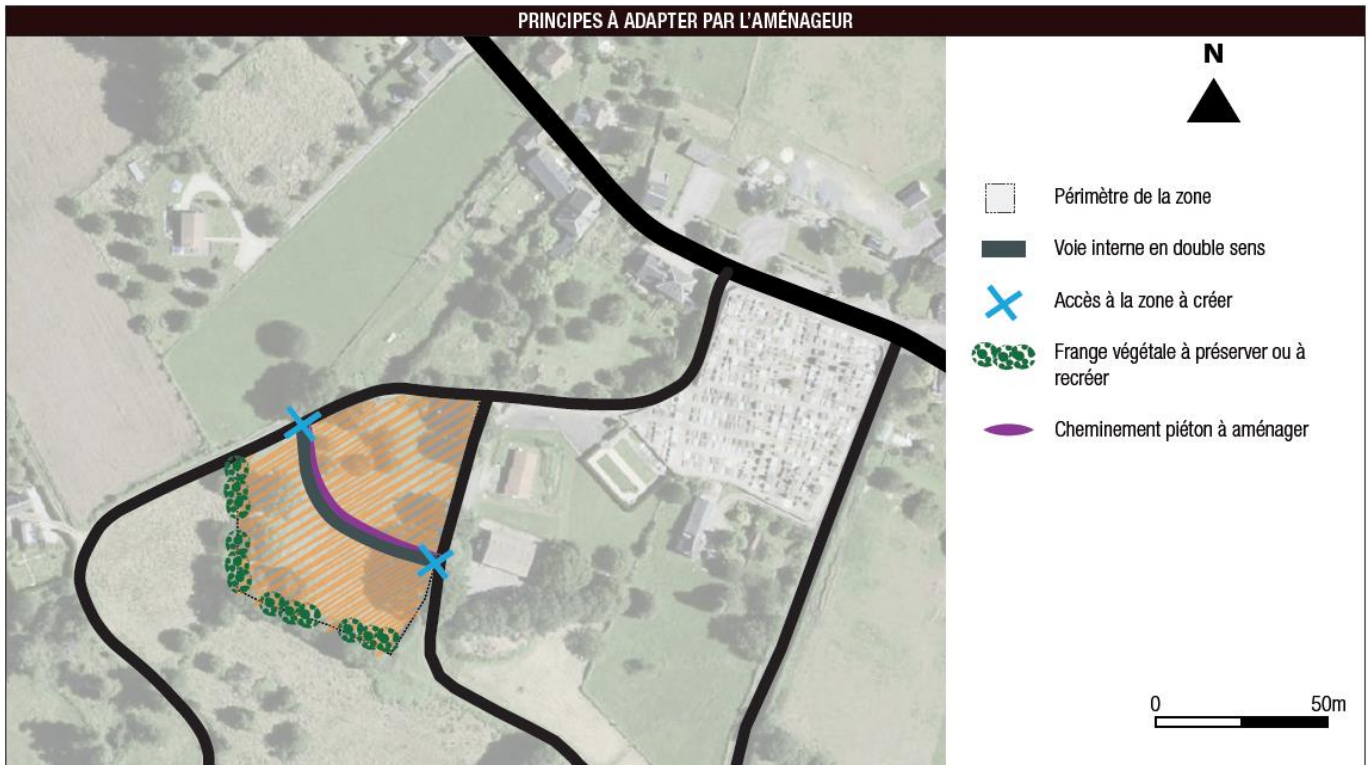 PRINCIPES À ADAPTER PAR L'AMÉNAGEUR
N
Périmètre de la zone
Voie interne en double sens
Accès à la zone à créer
Frange végétale à préserver ou à
recréer
Cheminement piéton à aménager
0 50m